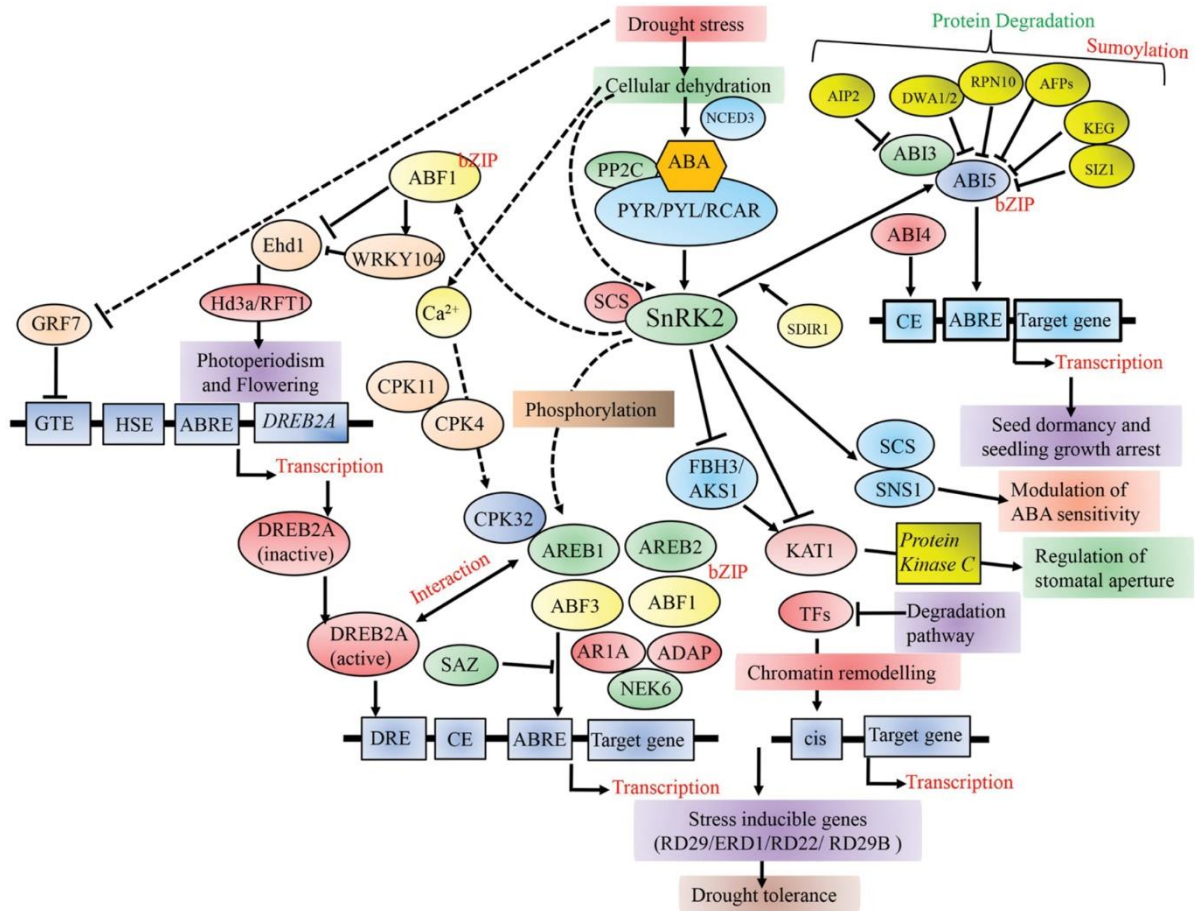 Drought stress
Protein Degradation
Sumoylation
Cellular dehydration
NCED3
ABA
PP2C
PYR/PYL/RCAR
AIP2
DWA1/2
RPN10
AFPs
KEG
SIZ1
ABI3
ABI5
bZIP
ABI4
bZIP
ABF1
Ehd1
WRKY104
Hd3a/RFT1
GRF7
Photoperiodism
and Flowering
Ca²⁺
SCS
SnRK2
SDIR1
CE
ABRE
Target gene
Transcription
Seed dormancy and
seedling growth arrest
GTE
HSE
ABRE
DREB2A
Transcription
CPK11
CPK4
Phosphorylation
FBH3/
AKS1
SCS
SNS1
Modulation of
ABA sensitivity
DREB2A
(inactive)
CPK32
AREB1
AREB2
bZIP
KAT1
Protein
Kinase C
Regulation of
stomatal aperture
Interaction
ABF3
ABF1
TFs
Degradation
pathway
DREB2A
(active)
SAZ
AR1A
ADAP
NEK6
Chromatin remodelling
DRE
CE
ABRE
Target gene
cis
Target gene
Transcription
Transcription
Stress inducible genes
(RD29/ERD1/RD22/ RD29B )
Drought tolerance